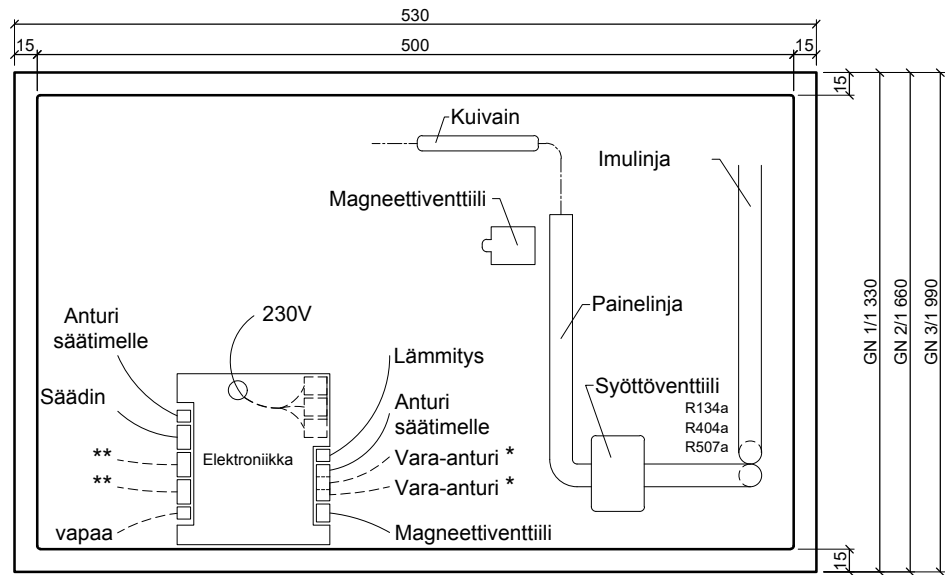 530
15
500
15
15
Kuivain
Imulinja
Magneettiventtiili
GN 1/1 330
GN 2/1 660
GN 3/1 990
Painelinja
230V
Anturi
säätimelle
Lämmitys
Syöttöventtiili
Säädin
R134a
Anturi
säätimelle
R404a
R507a
**
Elektroniikka
Vara-anturi *
**
Vara-anturi *
vapaa
Magneettiventtiili
15